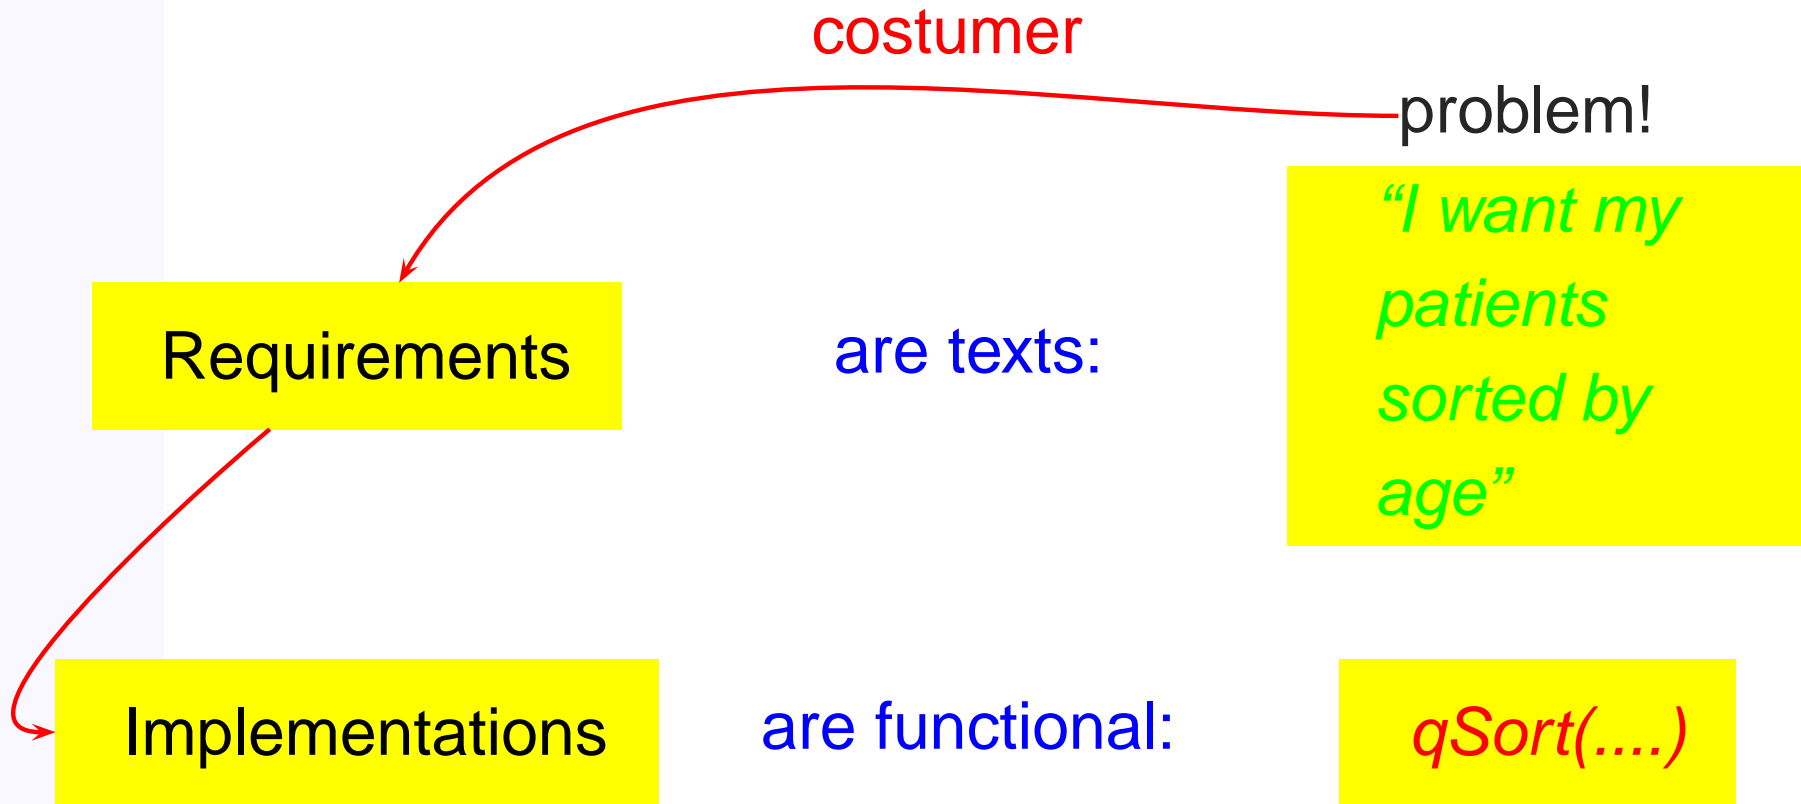 costumer
problem!
“I want my
patients
sorted by
age”
Requirements
are texts:
Implementations
are functional:
qSort(....)